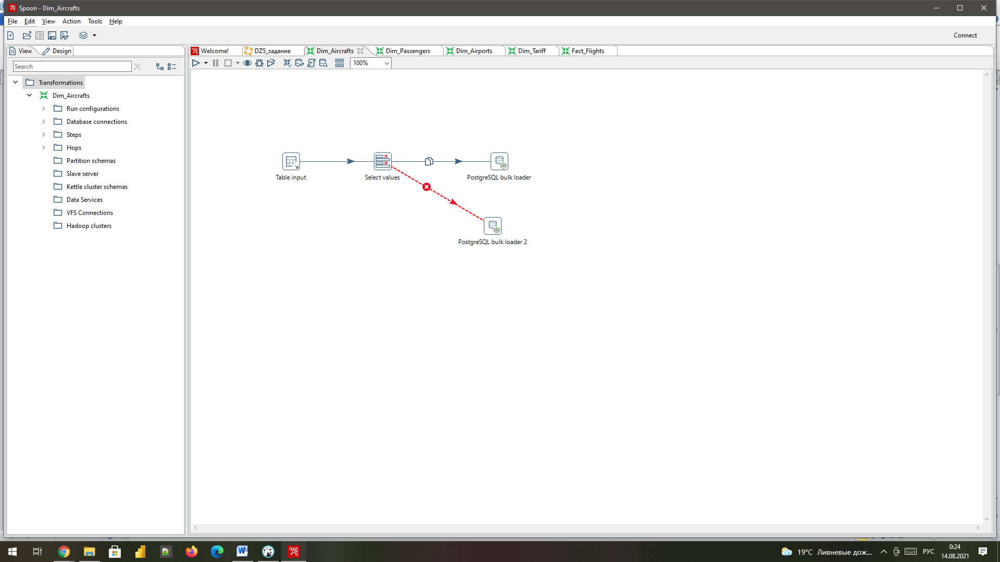 Spoon - Dim_Aircrafts
File Edit View Action Tools Help
Connect
View Design
Welcome! DZ5_задание Dim_Aircrafts Dim_Passengers Dim_Airports Dim_Tariff Fact_Flights
Search
100%
Transformations
Dim_Aircrafts
Run configurations
Database connections
Steps
Hops
Partition schemas
Slave server
Kettle cluster schemas
Data Services
VFS Connections
Hadoop clusters
Table input
Select values
PostgreSQL bulk loader
PostgreSQL bulk loader 2
19°C Ливневые дож...
РУС
0:24
14.08.2021